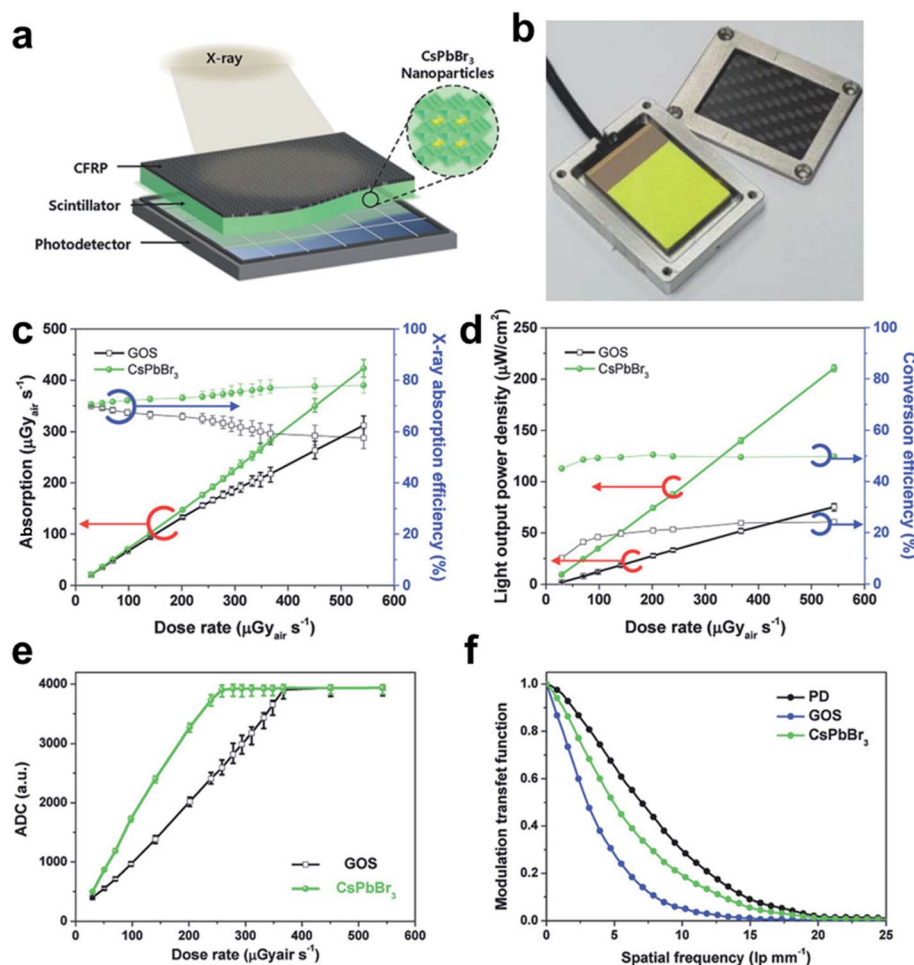 a
X-ray
CsPbBr3
Nanoparticles
CFRP
Scintillator
Photodetector
b
c
500
400
300
200
100
0
Absorption (μGyair s-1)
GOS
CsPbBr3
100
80
60
40
20
0
X-ray absorption efficiency (%)
0 100 200 300 400 500 600
Dose rate (μGyair s-1)
d
250
200
150
100
50
0
Light output power density (μW/cm2)
GOS
CsPbBr3
100
80
60
40
20
0
Conversion efficiency (%)
0 100 200 300 400 500 600
Dose rate (μGyair s-1)
e
4000
3000
2000
1000
0
ADC (a.u.)
GOS
CsPbBr3
0 100 200 300 400 500 600
Dose rate (μGyair s-1)
f
1.0
0.8
0.6
0.4
0.2
0.0
Modulation transfet function
PD
GOS
CsPbBr3
0 5 10 15 20 25
Spatial frequency (lp mm-1)